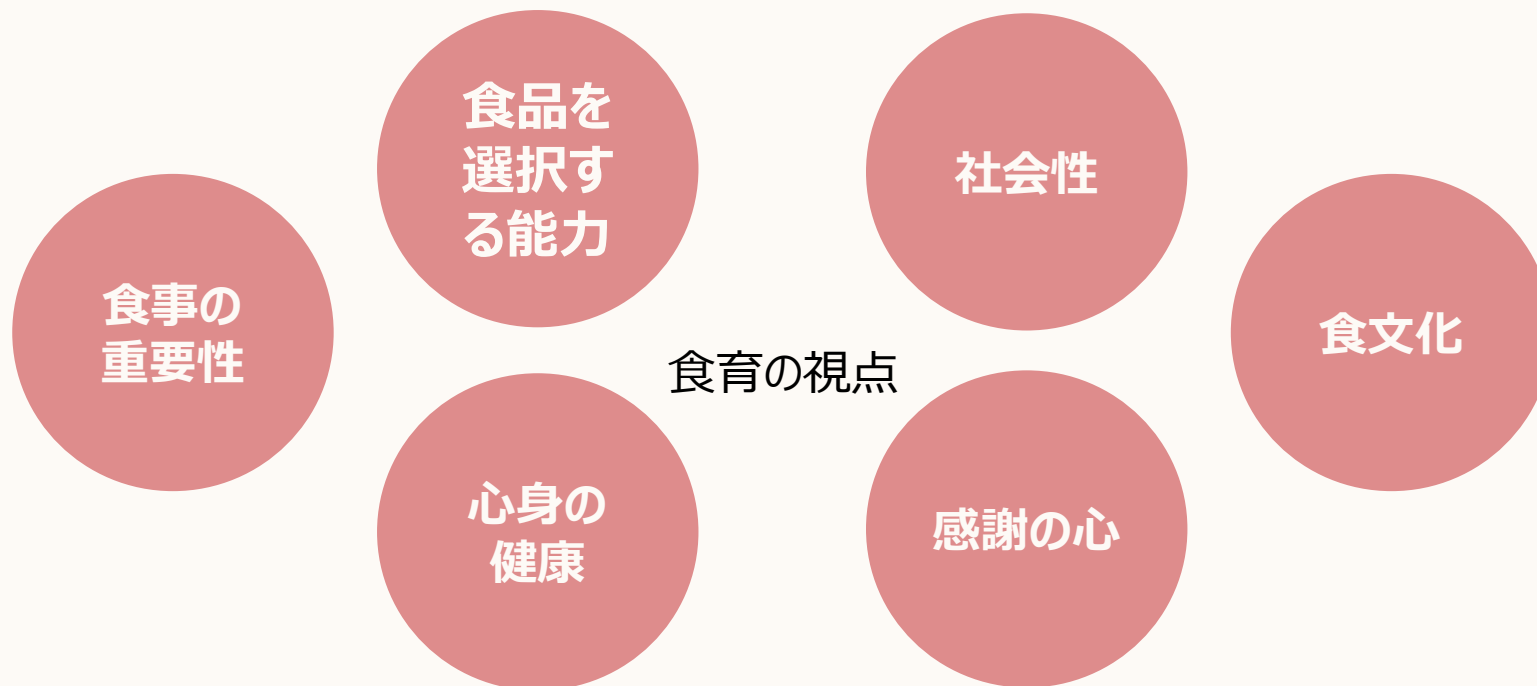 食品を
選択す
る能力
社会性
食事の
重要性
食文化
食育の視点
心身の
健康
感謝の心